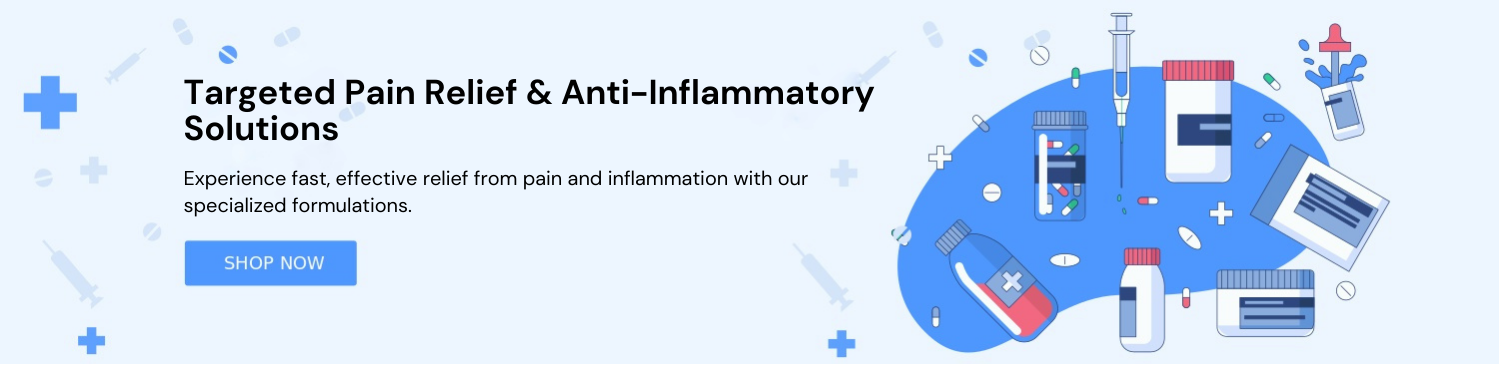 Targeted Pain Relief & Anti-Inflammatory
Solutions
Experience fast, effective relief from pain and inflammation with our
specialized formulations.
SHOP NOW